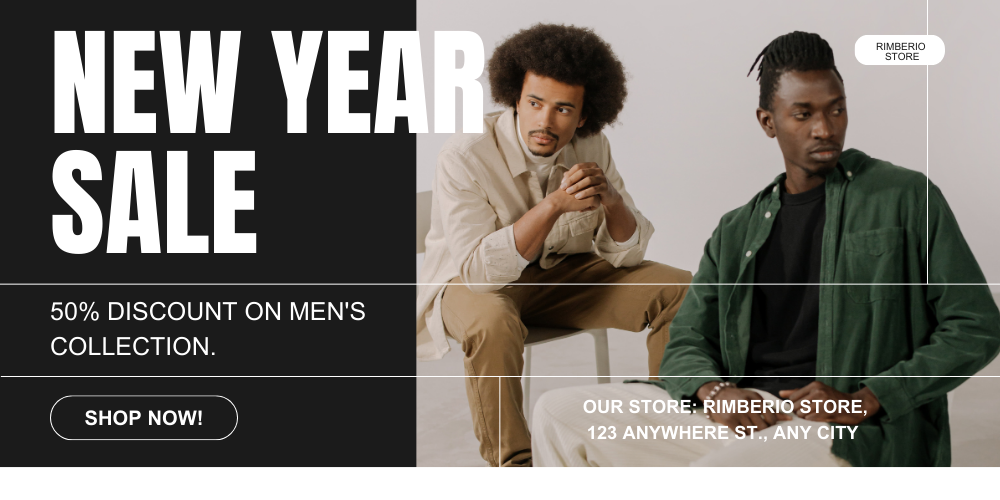 NEW YEAR
SALE
RIMBERIO
STORE
50% DISCOUNT ON MEN'S
COLLECTION.
SHOP NOW!
OUR STORE: RIMBERIO STORE,
123 ANYWHERE ST., ANY CITY